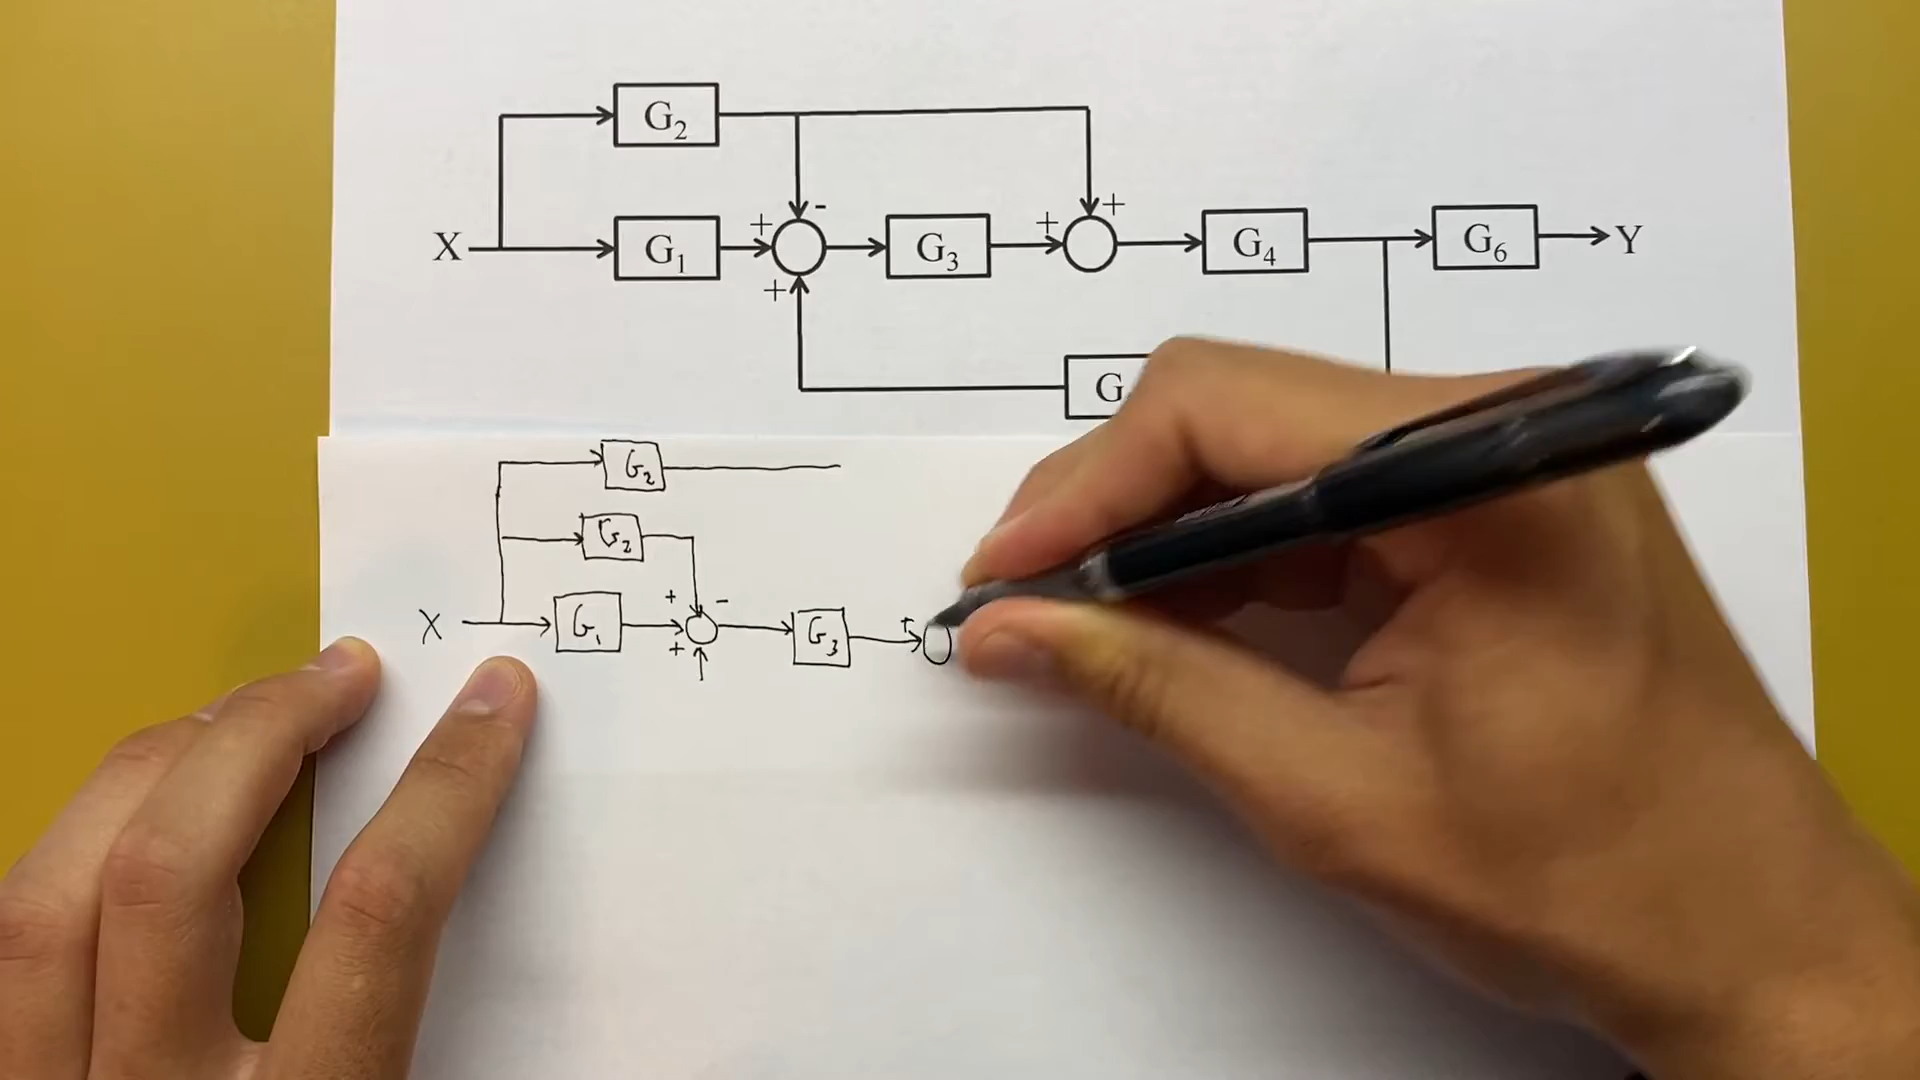 G2
-
+
X G1 + G3 + G4 G6 Y
+
G
G2
G2
+ -
X G1 G3 +
+